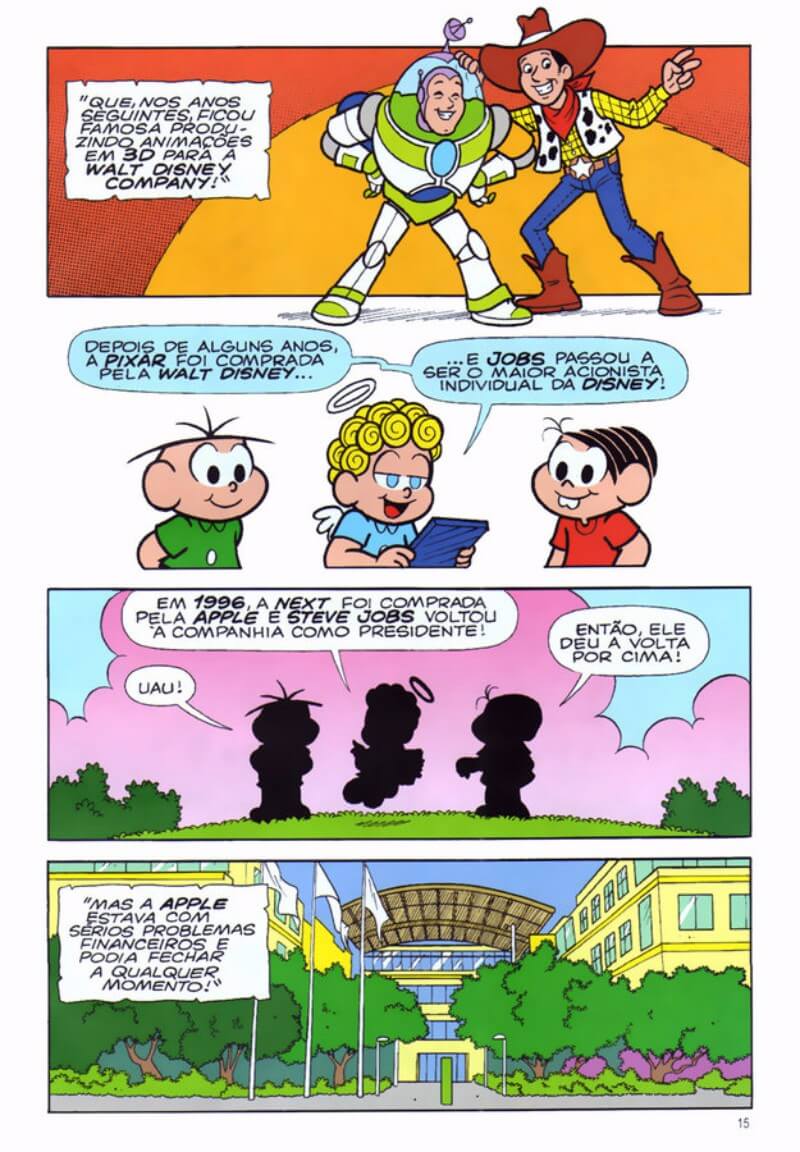 "QUE, NOS ANOS
SEGUINTES, FICOU
FAMOSA PRODU-
ZINDO ANIMAÇÕES
EM 3D PARA A
WALT DISNEY
COMPANY!"
DEPOIS DE ALGUNS ANOS,
A PIXAR FOI COMPRADA
PELA WALT DISNEY...
...E JOBS PASSOU A
SER O MAIOR ACIONISTA
INDIVIDUAL DA DISNEY!
EM 1996, A NEXT FOI COMPRADA
PELA APPLE E STEVE JOBS VOLTOU
À COMPANHIA COMO PRESIDENTE!
UAU!
ENTÃO, ELE
DEU A VOLTA
POR CIMA!
"MAS A APPLE
ESTAVA COM
SÉRIOS PROBLEMAS
FINANCEIROS E
PODIA FECHAR
A QUALQUER
MOMENTO!"
15